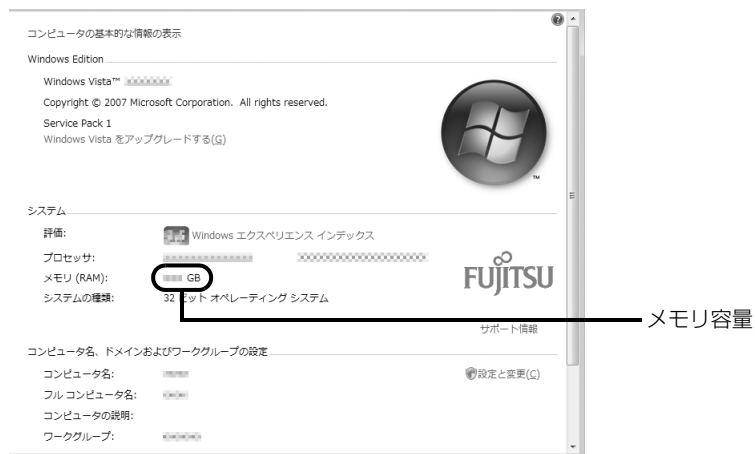 コンピュータの基本的な情報の表示
Windows Edition
Windows Vista™
Copyright © 2007 Microsoft Corporation. All rights reserved.
Service Pack 1
Windows Vista をアップグレードする(G)
TM
システム
評価:
Windows エクスペリエンス インデックス
プロセッサ:
メモリ (RAM): GB
システムの種類: 32 ビット オペレーティング システム
FUJITSU
メモリ容量
サポート情報
コンピュータ名、ドメインおよびワークグループの設定
コンピュータ名:
設定と変更(C)
フル コンピュータ名:
コンピュータの説明:
ワークグループ: